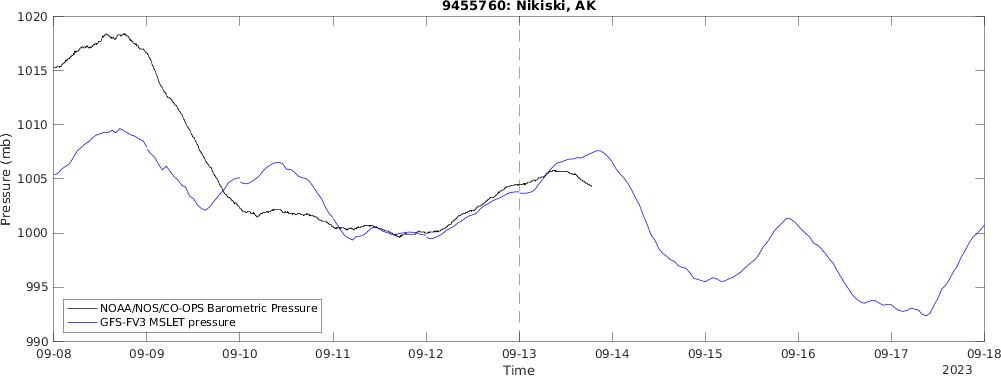 9455760: Nikiski, AK
Pressure (mb)
1020
1015
1010
1005
1000
995
990
NOAA/NOS/CO-OPS Barometric Pressure
GFS-FV3 MSLET pressure
09-08 09-09 09-10 09-11 09-12 09-13 09-14 09-15 09-16 09-17 09-18
Time
2023